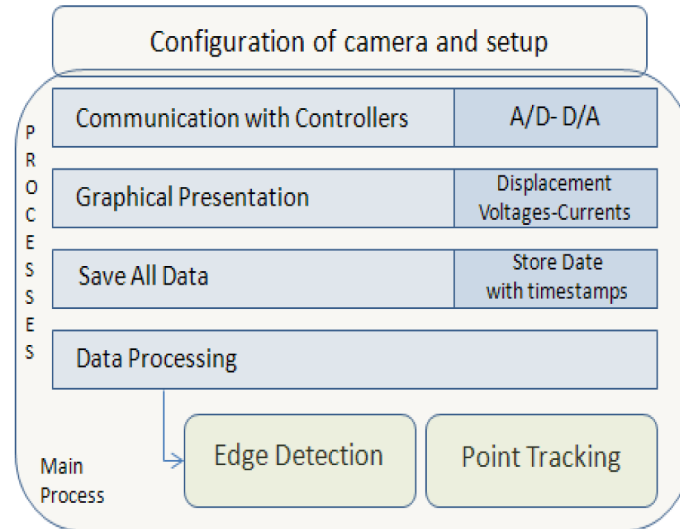 Configuration of camera and setup
PROCESSES
Communication with Controllers
A/D- D/A
Graphical Presentation
Displacement
Voltages-Currents
Save All Data
Store Date
with timestamps
Data Processing
Edge Detection
Point Tracking
Main
Process